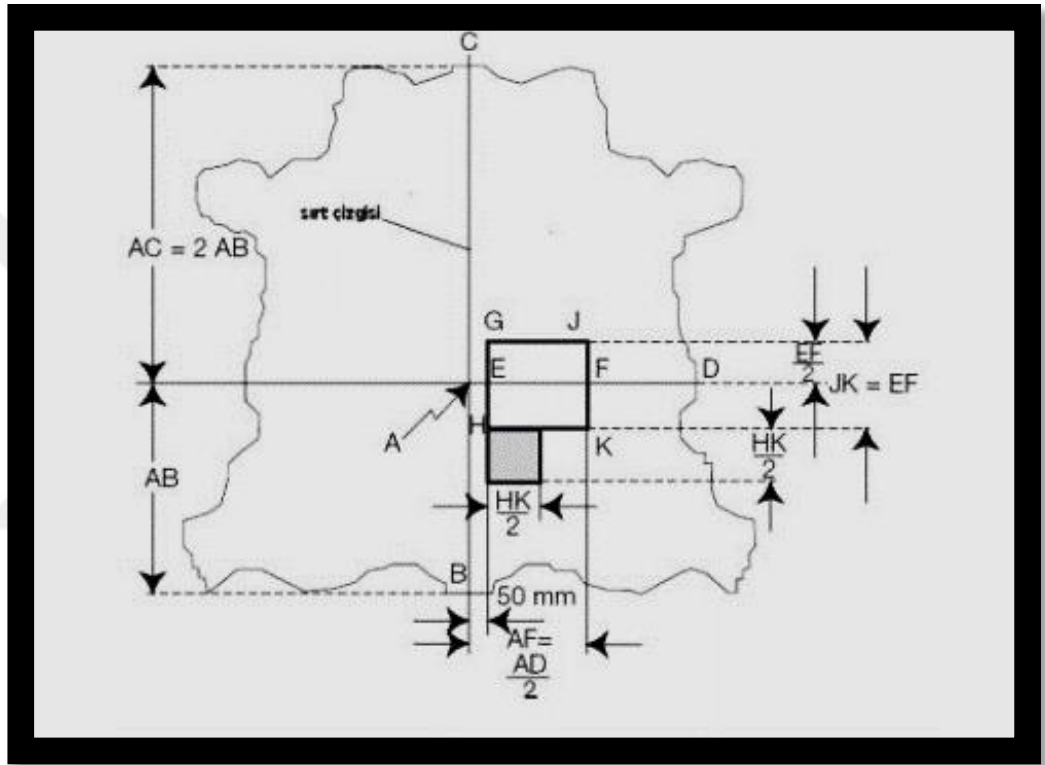 C
sırt çizgisi
AC = 2 AB
G J
E F D
EF
2
JK = EF
A
H
K
HK
2
AB
HK
2
B
50 mm
AF=
AD
2